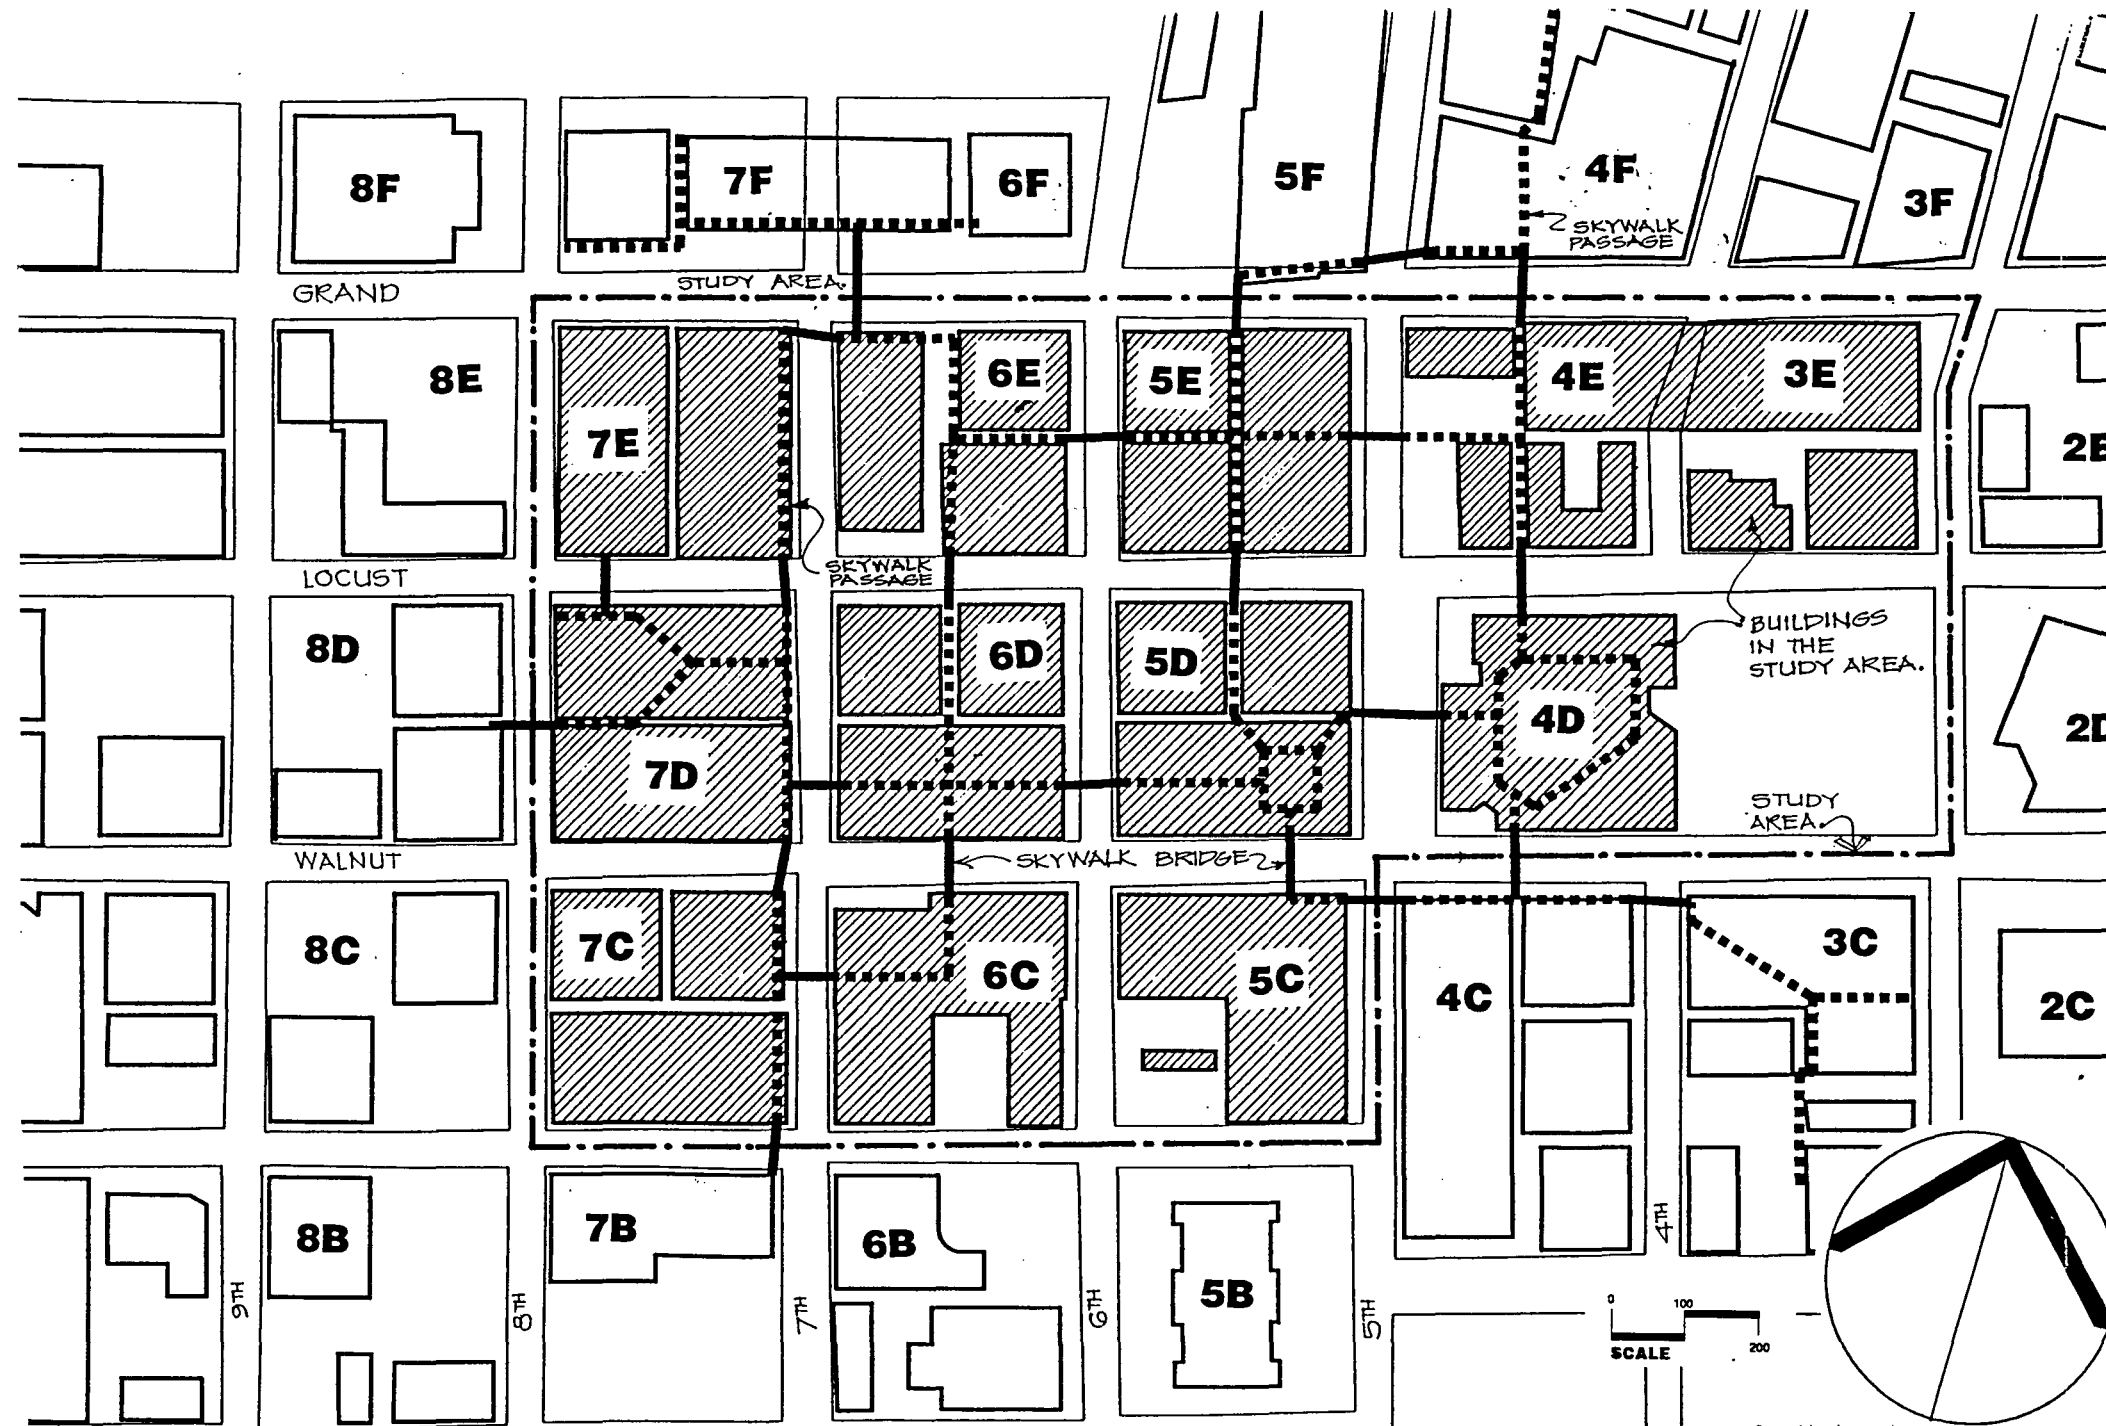 8F
7F
6F
5F
4F
3F
SKYWALK
PASSAGE
STUDY AREA.
GRAND
8E
7E
6E
5E
4E
3E
SKYWALK
PASSAGE
LOCUST
8D
7D
6D
5D
4D
2D
BUILDINGS
IN THE
STUDY AREA.
STUDY
AREA.
WALNUT
SKYWALK BRIDGE
8C
7C
6C
5C
4C
3C
2C
8B
7B
6B
5B
9TH
8TH
7TH
6TH
5TH
4TH
0
100
200
SCALE